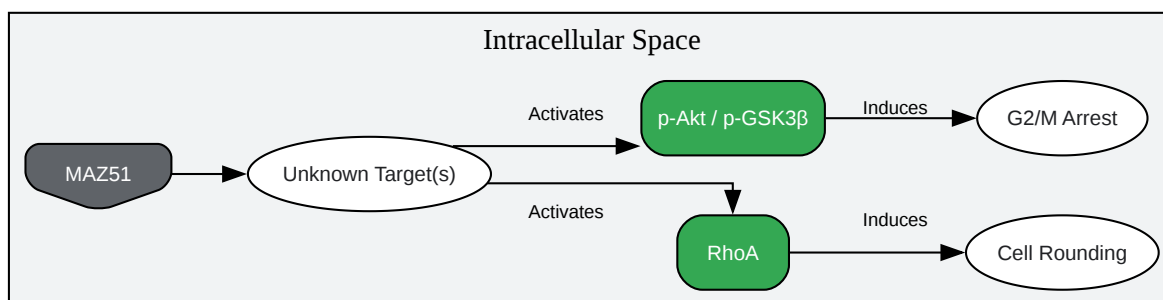 Intracellular Space
Activates
p-Akt / p-GSK3β
Induces
G2/M Arrest
MAZ51
Unknown Target(s)
Activates
RhoA
Induces
Cell Rounding